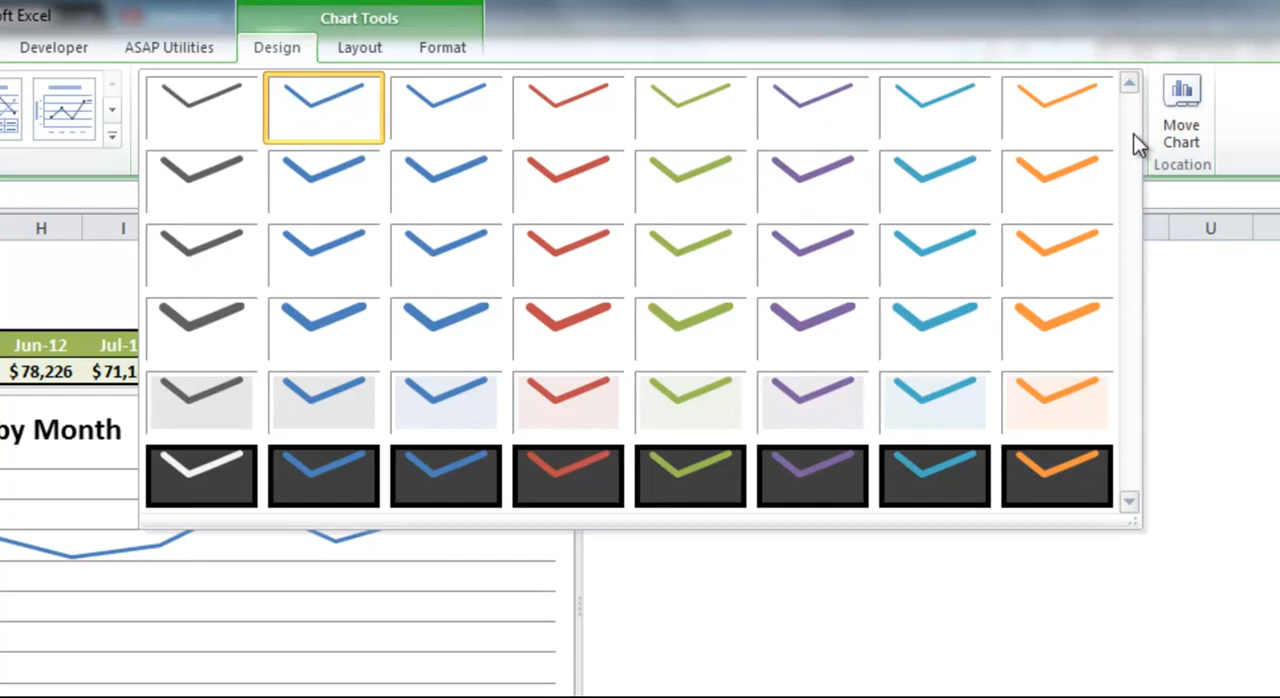 oft Excel
Chart Tools
Developer
ASAP Utilities
Design
Layout
Format
Move
Chart
Location
H
I
U
Jun-12
Jul-1
$78,226
$71,1
by Month